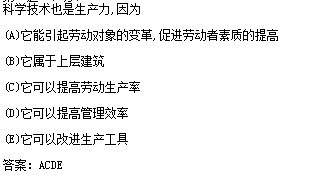 科学技术也是生产力,因为
(A)它能引起劳动对象的变革,促进劳动者素质的提高
(B)它属于上层建筑
(C)它可以提高劳动生产率
(D)它可以提高管理效率
(E)它可以改进生产工具
答案: ACDE